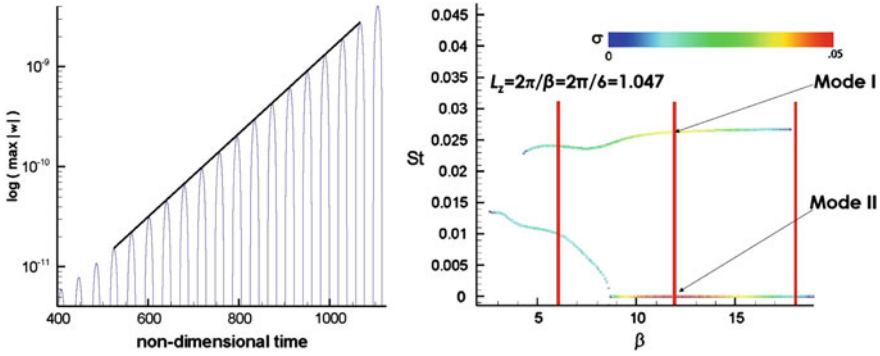 log ( max |w| )
10⁻⁹
10⁻¹⁰
10⁻¹¹
400 600 800 1000
non-dimensional time
St
0.045
0.04
0.035
0.03
0.025
0.02
0.015
0.01
0.005
0
σ
0 .05
L_z=2π/β=2π/6=1.047
Mode I
Mode II
5 10 15
β